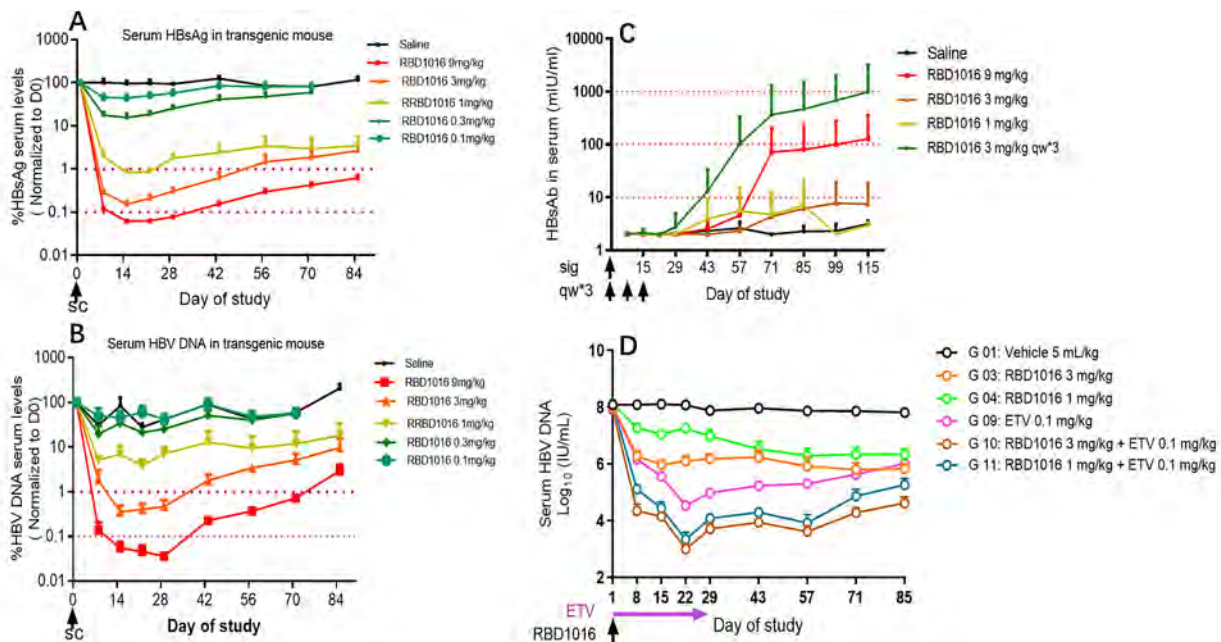 A
Serum HBsAg in transgenic mouse
%HBsAg serum levels
( Normalized to D0)
1000
100
10
1
0.1
0.01
0 14 28 42 56 70 84
SC
Day of study
Saline
RBD1016 9mg/kg
RBD1016 3mg/kg
RRBD1016 1mg/kg
RBD1016 0.3mg/kg
RBD1016 0.1mg/kg
C
HBsAb in serum (mIU/ml)
10000
1000
100
10
1
15 29 43 57 71 85 99 115
sig
qw*3
Day of study
Saline
RBD1016 9 mg/kg
RBD1016 3 mg/kg
RBD1016 1 mg/kg
RBD1016 3 mg/kg qw*3
B
Serum HBV DNA in transgenic mouse
%HBV DNA serum levels
( Normalized to D0)
1000
100
10
1
0.1
0.01
0 14 28 42 56 70 84
SC
Day of study
Saline
RBD1016 9mg/kg
RBD1016 3mg/kg
RRBD1016 1mg/kg
RBD1016 0.3mg/kg
RBD1016 0.1mg/kg
D
Serum HBV DNA
Log10 (IU/mL)
10
8
6
4
2
1 8 15 22 29 43 57 71 85
ETV
RBD1016
Day of study
G 01: Vehicle 5 mL/kg
G 03: RBD1016 3 mg/kg
G 04: RBD1016 1 mg/kg
G 09: ETV 0.1 mg/kg
G 10: RBD1016 3 mg/kg + ETV 0.1 mg/kg
G 11: RBD1016 1 mg/kg + ETV 0.1 mg/kg